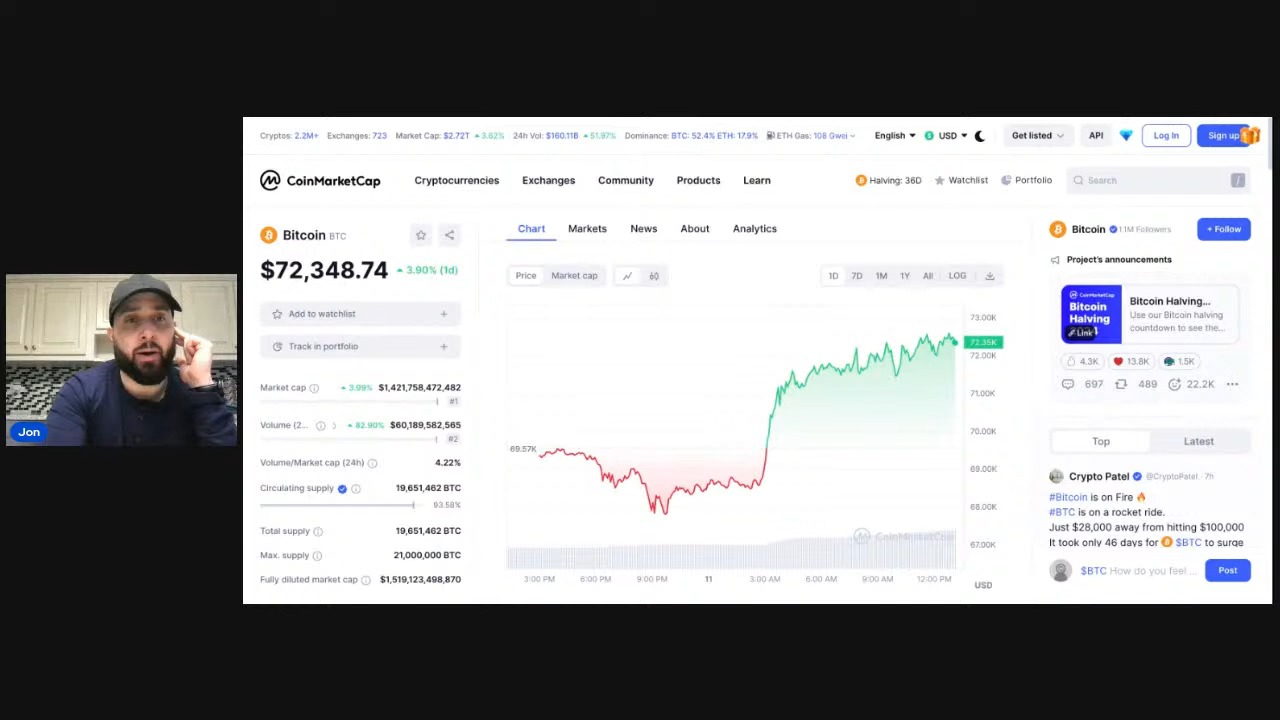 Cryptos: 2.2M+ Exchanges: 723 Market Cap: $2.72T 3.62% 24h Vol: $160.11B 51.97% Dominance: BTC: 52.4% ETH: 17.9% ETH Gas: 108 Gwei English USD Get listed API Log In Sign up
CoinMarketCap Cryptocurrencies Exchanges Community Products Learn Halving: 36D Watchlist Portfolio Search /
Bitcoin BTC
$72,348.74 3.90% (1d)
Add to watchlist +
Track in portfolio +
Market cap 3.99% $1,421,758,472,482
#1
Volume (2... 82.90% $60,189,582,565
#2
Volume/Market cap (24h) 4.22%
Circulating supply 19,651,462 BTC
93.58%
Total supply 19,651,462 BTC
Max. supply 21,000,000 BTC
Fully diluted market cap $1,519,123,498,870
Chart Markets News About Analytics
Price Market cap 1D 7D 1M 1Y All LOG
73.00K
72.35K
72.00K
71.00K
70.00K
69.57K
69.00K
68.00K
67.00K
CoinMarketCap
3:00 PM 6:00 PM 9:00 PM 11 3:00 AM 6:00 AM 9:00 AM 12:00 PM
USD
Bitcoin 1.1M Followers + Follow
Project's announcements
CoinMarketCap
Bitcoin
Halving
Link
Bitcoin Halving...
Use our Bitcoin halving
countdown to see the...
4.3K 13.8K 1.5K
697 489 22.2K
Top Latest
Crypto Patel @CryptoPatel · 7h
#Bitcoin is on Fire 🔥
#BTC is on a rocket ride.
Just $28,000 away from hitting $100,000
It took only 46 days for $BTC to surge
$BTC How do you feel ... Post
Jon